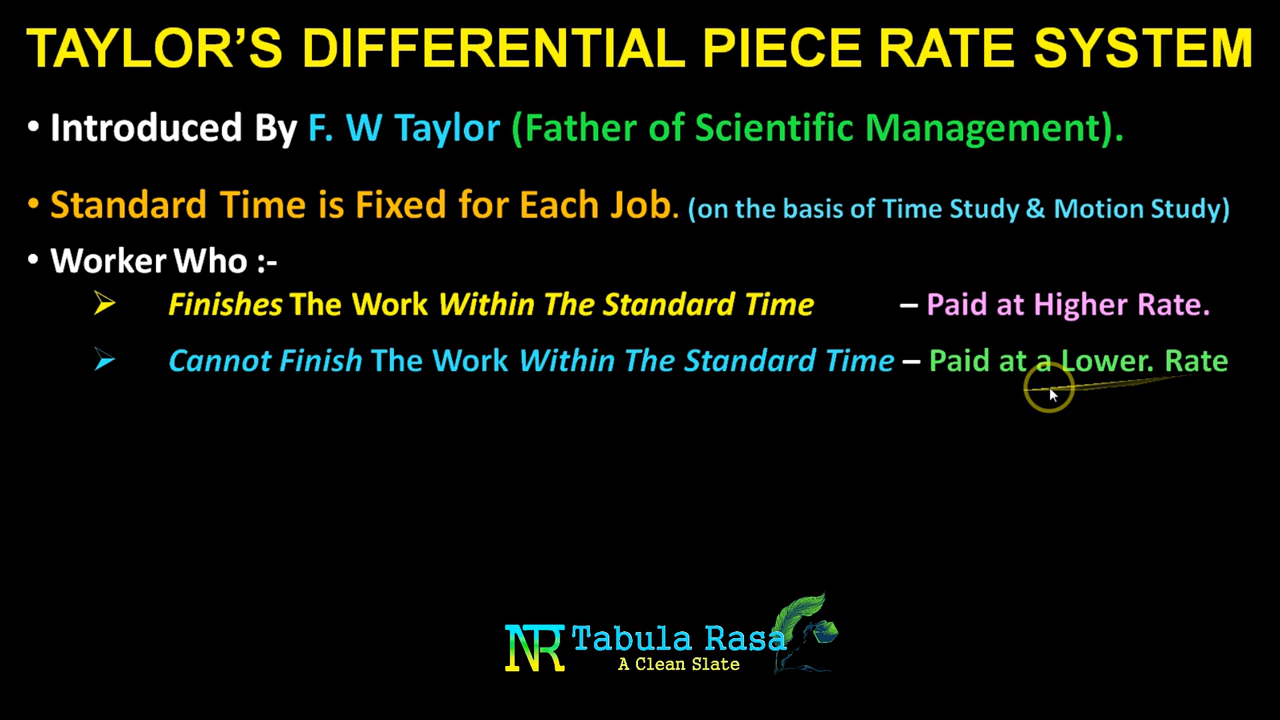 TAYLOR'S DIFFERENTIAL PIECE RATE SYSTEM
• Introduced By F. W Taylor (Father of Scientific Management).
• Standard Time is Fixed for Each Job. (on the basis of Time Study & Motion Study)
• Worker Who :-
➢ Finishes The Work Within The Standard Time – Paid at Higher Rate.
➢ Cannot Finish The Work Within The Standard Time – Paid at a Lower. Rate
NR Tabula Rasa
A Clean Slate